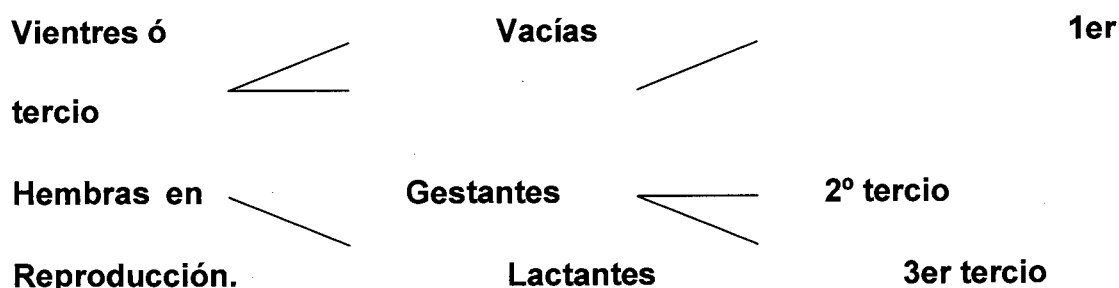 Vientres ó Vacías 1er
tercio
Hembras en Gestantes 2º tercio
Reproducción. Lactantes 3er tercio